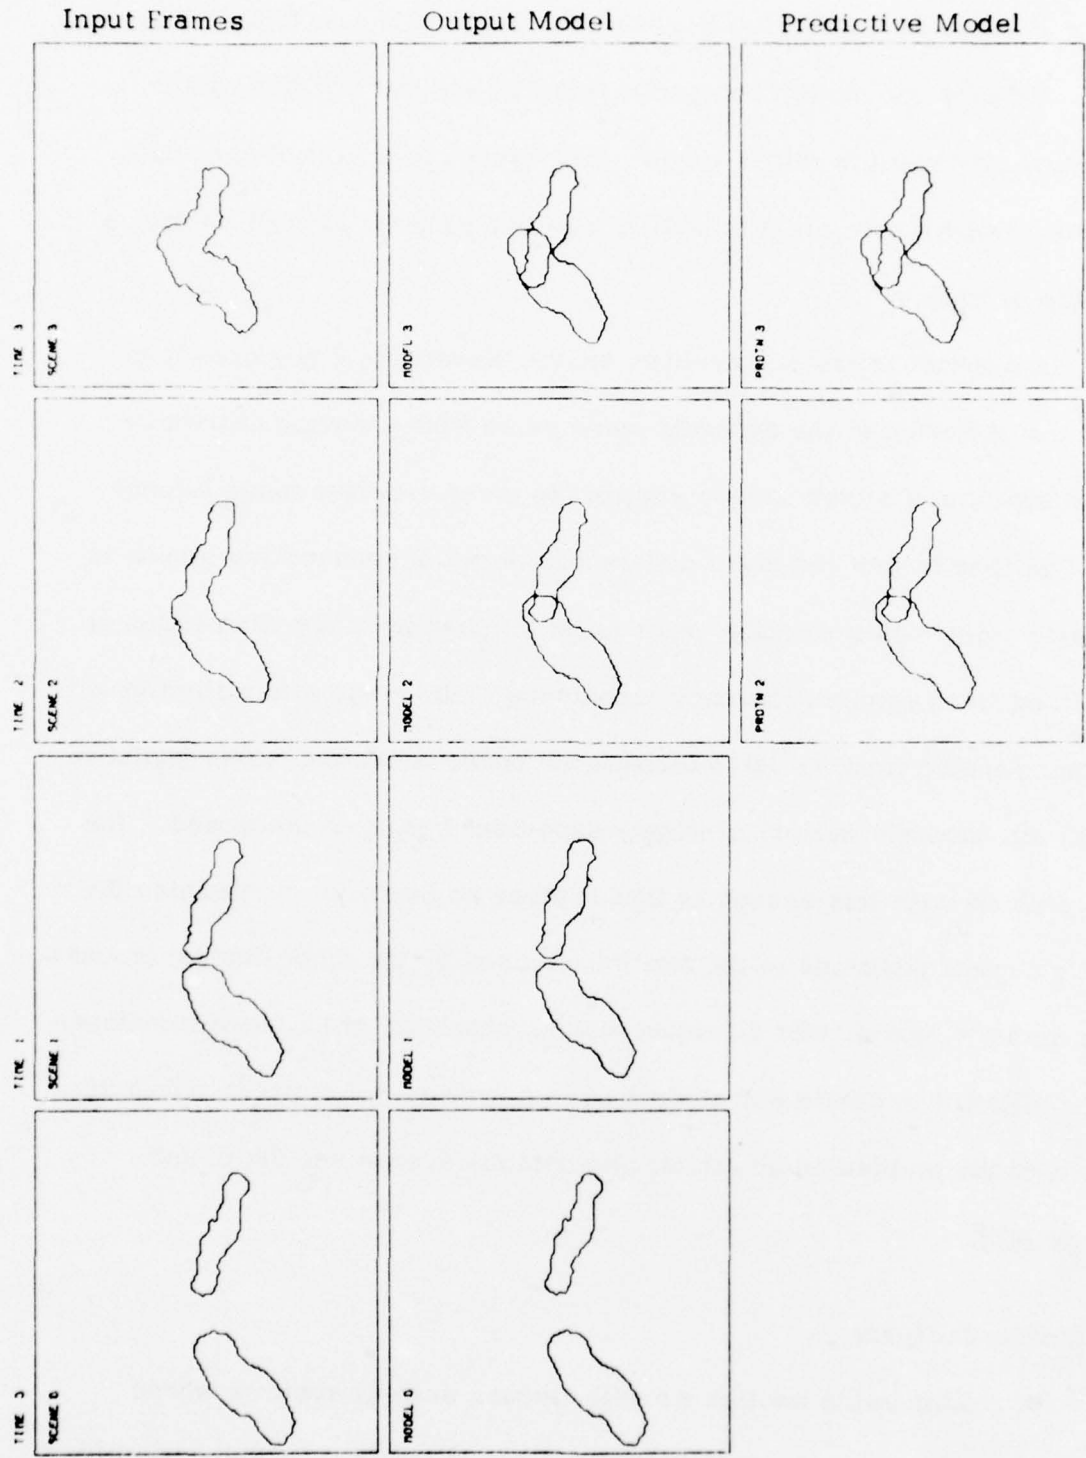 Input Frames
Output Model
Predictive Model
TIME 3
SCENE 3
MODEL 3
PRDTN 3
TIME 2
SCENE 2
MODEL 2
PRDTN 2
TIME 1
SCENE 1
MODEL 1
TIME 0
SCENE 0
MODEL 0